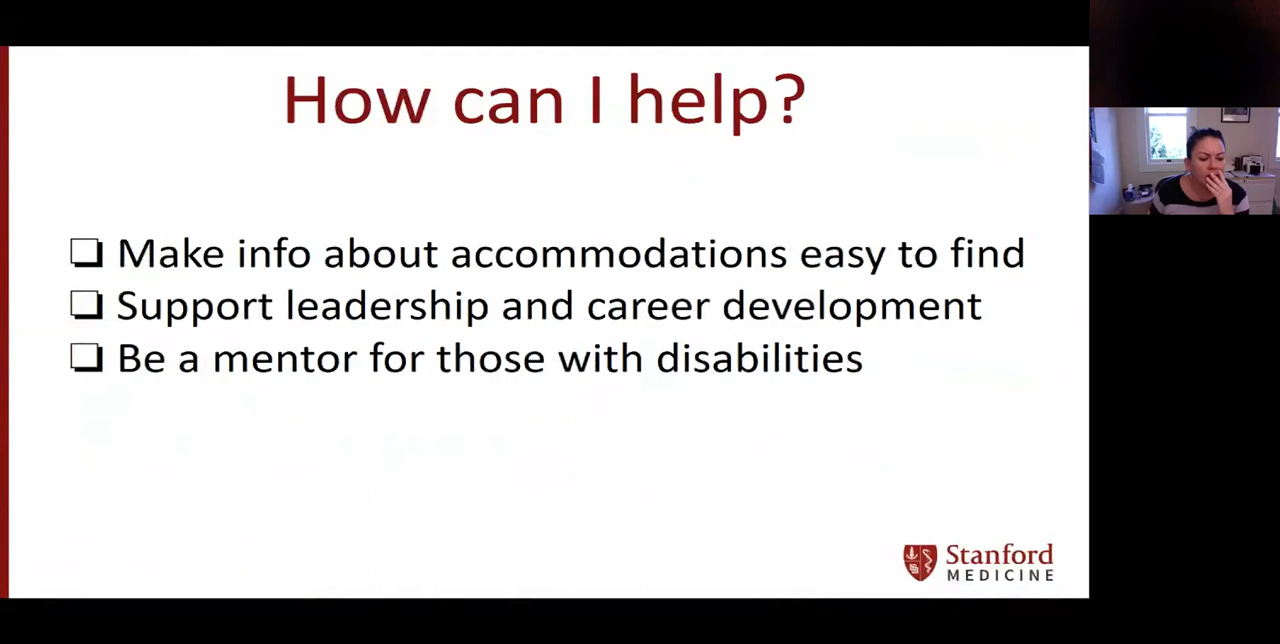 How can I help?
❑ Make info about accommodations easy to find
❑ Support leadership and career development
❑ Be a mentor for those with disabilities
Stanford
MEDICINE